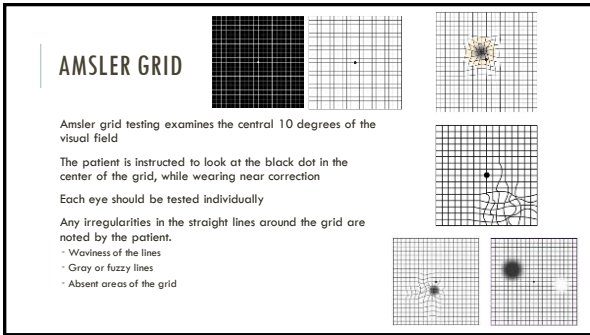 AMSLER GRID
Amsler grid testing examines the central 10 degrees of the
visual field
The patient is instructed to look at the black dot in the
center of the grid, while wearing near correction
Each eye should be tested individually
Any irregularities in the straight lines around the grid are
noted by the patient.
- Waviness of the lines
- Gray or fuzzy lines
- Absent areas of the grid